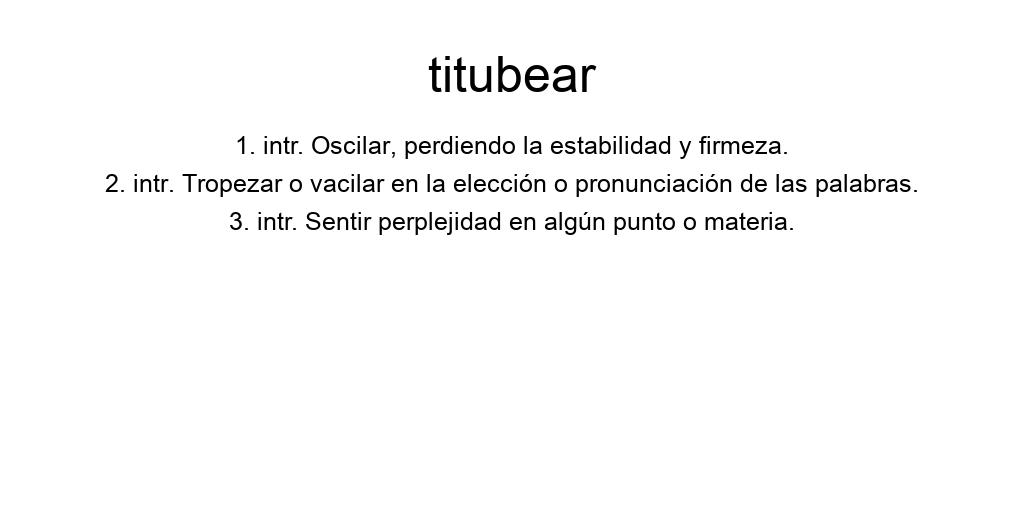 titubear
1. intr. Oscilar, perdiendo la estabilidad y firmeza.
2. intr. Tropezar o vacilar en la elección o pronunciación de las palabras.
3. intr. Sentir perplejidad en algún punto o materia.